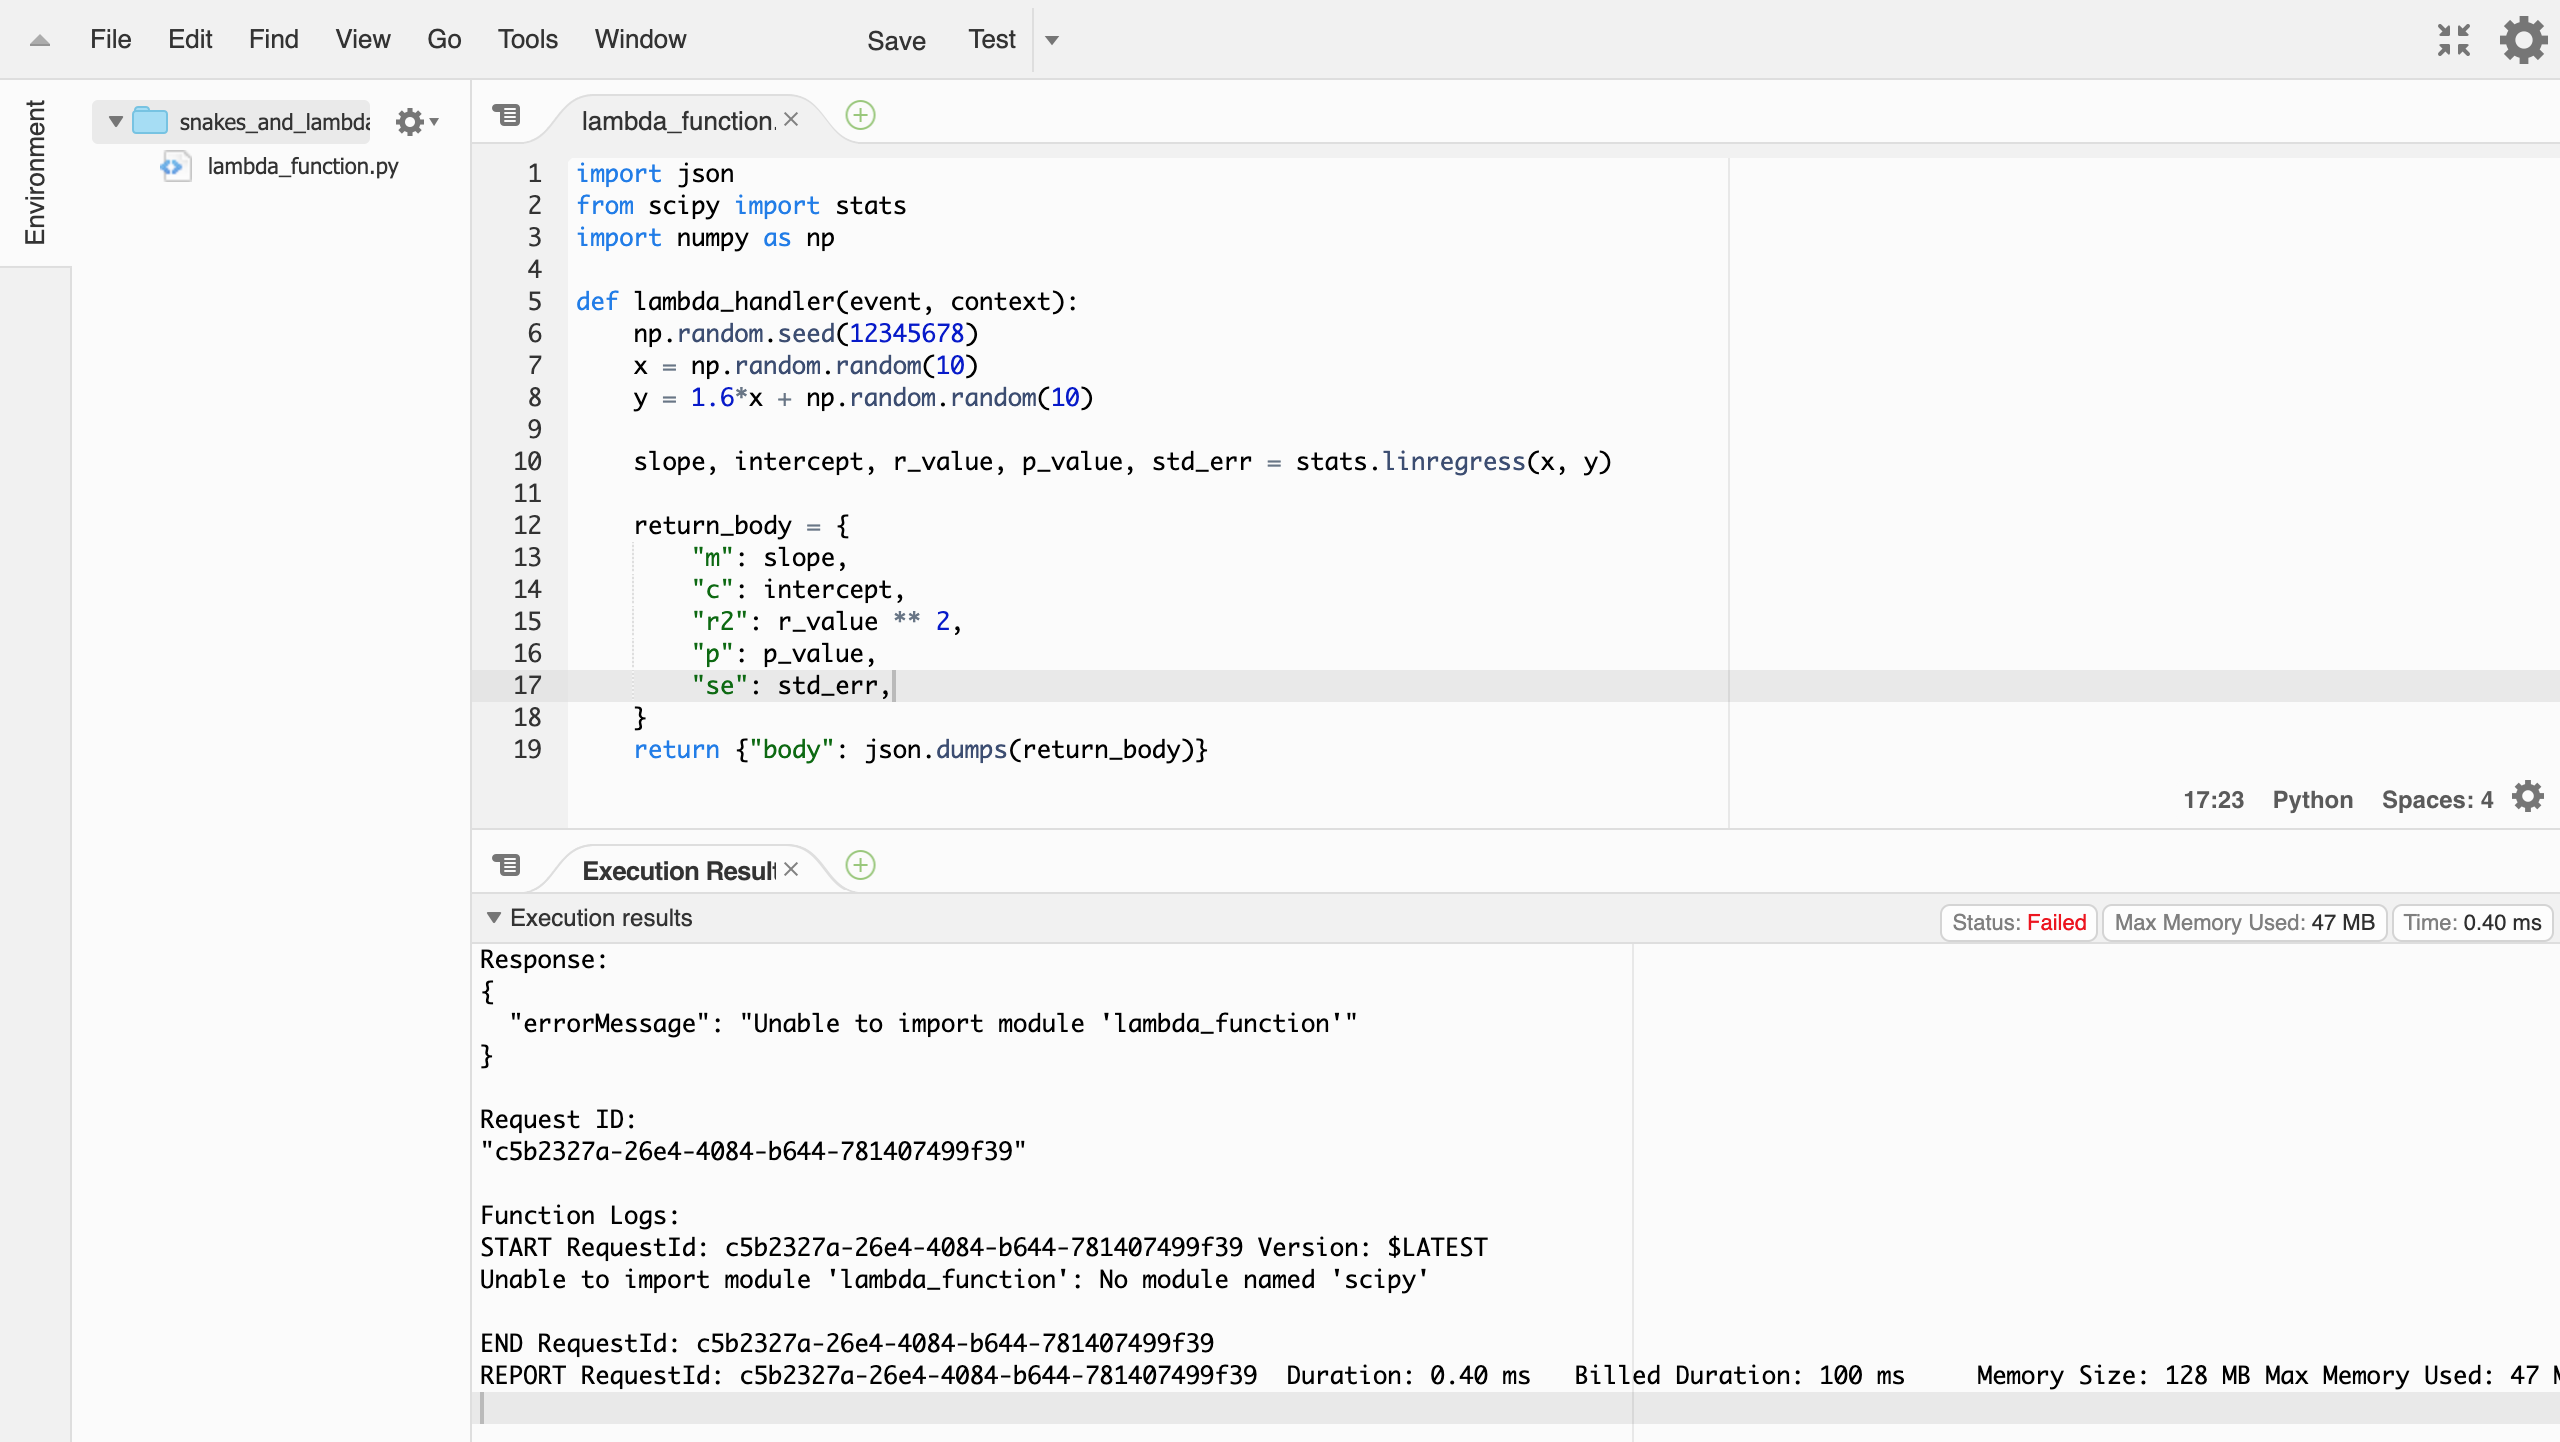 File Edit Find View Go Tools Window Save Test
Environment
snakes_and_lambda
lambda_function.py
lambda_function.
1 import json
2 from scipy import stats
3 import numpy as np
4
5 def lambda_handler(event, context):
6     np.random.seed(12345678)
7     x = np.random.random(10)
8     y = 1.6*x + np.random.random(10)
9
10     slope, intercept, r_value, p_value, std_err = stats.linregress(x, y)
11
12     return_body = {
13         "m": slope,
14         "c": intercept,
15         "r2": r_value ** 2,
16         "p": p_value,
17         "se": std_err,
18     }
19     return {"body": json.dumps(return_body)}
17:23 Python Spaces: 4
Execution Result
Execution results Status: Failed Max Memory Used: 47 MB Time: 0.40 ms
Response:
{
  "errorMessage": "Unable to import module 'lambda_function'"
}
Request ID:
"c5b2327a-26e4-4084-b644-781407499f39"
Function Logs:
START RequestId: c5b2327a-26e4-4084-b644-781407499f39 Version: $LATEST
Unable to import module 'lambda_function': No module named 'scipy'
END RequestId: c5b2327a-26e4-4084-b644-781407499f39
REPORT RequestId: c5b2327a-26e4-4084-b644-781407499f39 Duration: 0.40 ms Billed Duration: 100 ms Memory Size: 128 MB Max Memory Used: 47